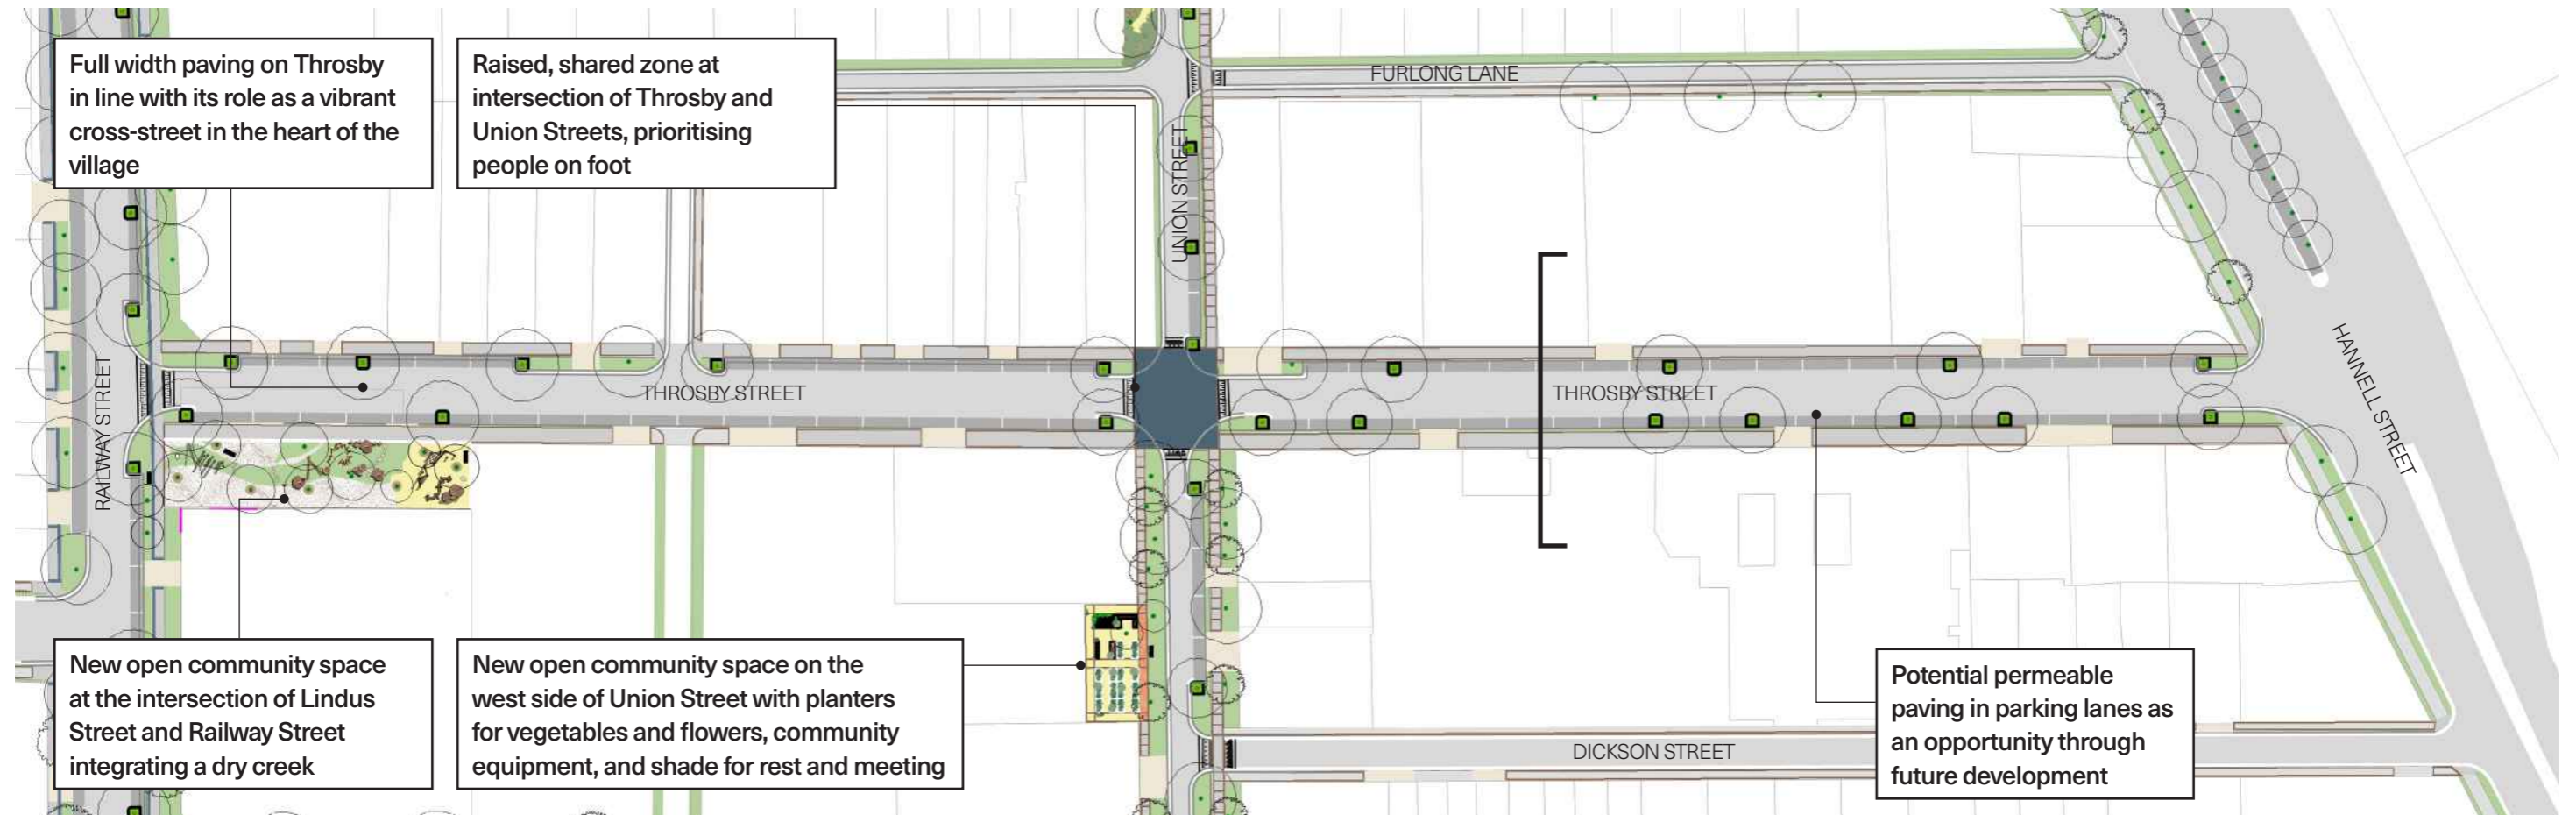 Full width paving on Throsby
in line with its role as a vibrant
cross-street in the heart of the
village
Raised, shared zone at
intersection of Throsby and
Union Streets, prioritising
people on foot
FURLONG LANE
UNION STREET
RAILWAY STREET
THROSBY STREET
THROSBY STREET
HANNELL STREET
New open community space
at the intersection of Lindus
Street and Railway Street
integrating a dry creek
New open community space on the
west side of Union Street with planters
for vegetables and flowers, community
equipment, and shade for rest and meeting
Potential permeable
paving in parking lanes as
an opportunity through
future development
DICKSON STREET